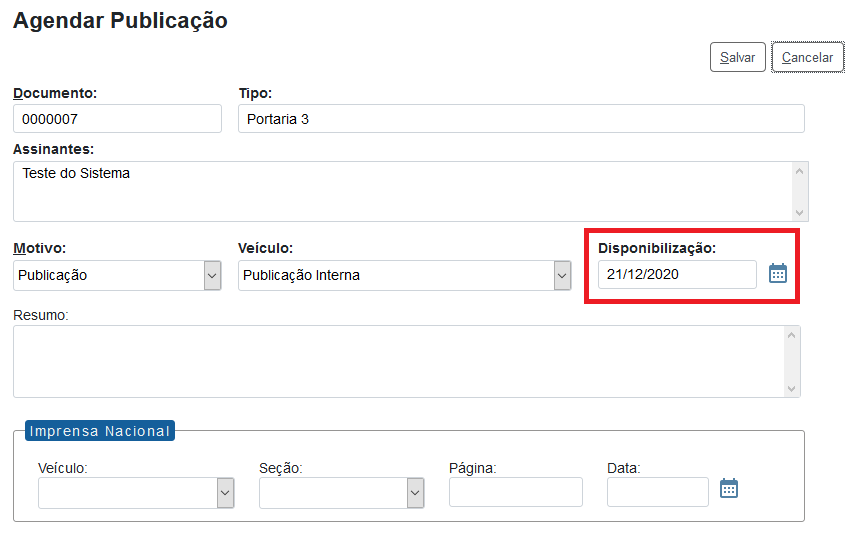 Agendar Publicação
Salvar Cancelar
Documento: Tipo:
0000007 Portaria 3
Assinantes:
Teste do Sistema
Motivo: Veículo: Disponibilização:
Publicação Publicação Interna 21/12/2020
Resumo:
Imprensa Nacional
Veículo: Seção: Página: Data: